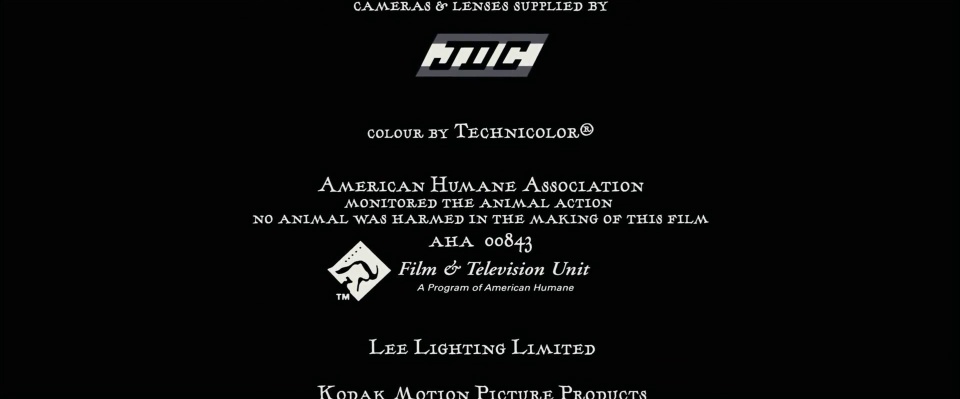 CAMERAS & LENSES SUPPLIED BY
JDC
COLOUR BY TECHNICOLOR®
AMERICAN HUMANE ASSOCIATION
MONITORED THE ANIMAL ACTION
NO ANIMAL WAS HARMED IN THE MAKING OF THIS FILM
AHA 00843
Film & Television Unit
A Program of American Humane
TM
LEE LIGHTING LIMITED
KODAK MOTION PICTURE PRODUCTS